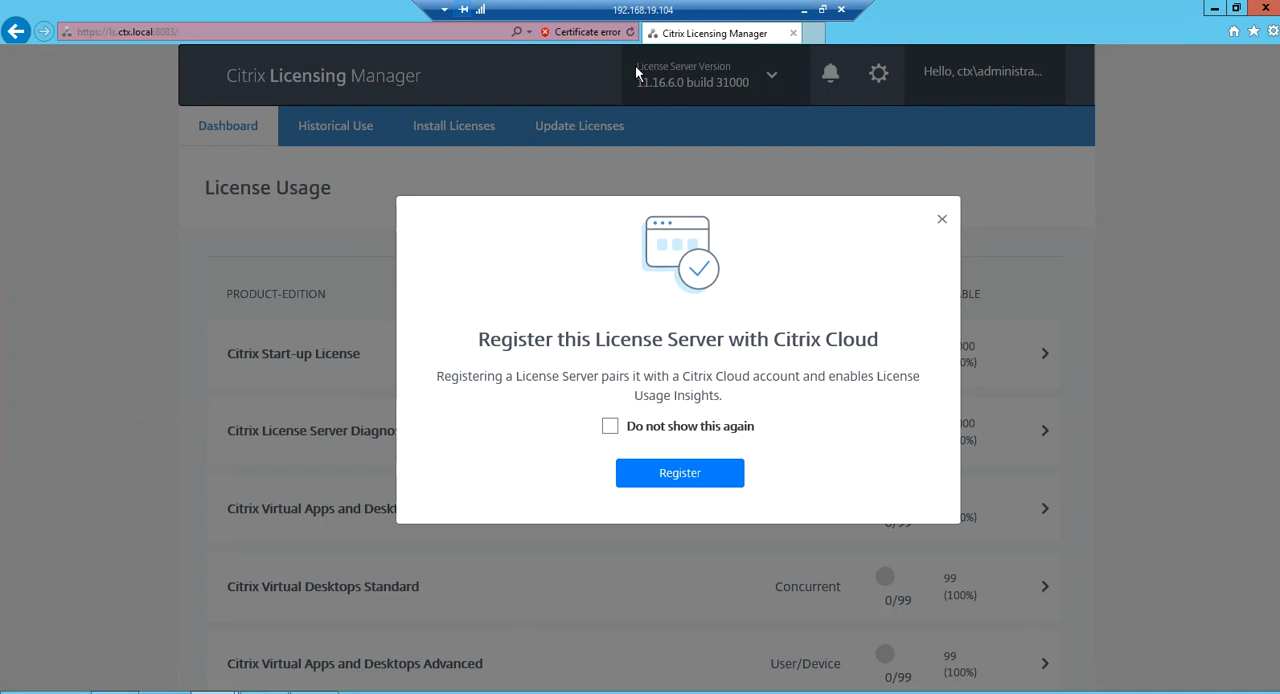 192.168.19.104
https://ls.ctx.local:8083/
Certificate error
Citrix Licensing Manager
Citrix Licensing Manager
License Server Version
11.16.6.0 build 31000
Hello, ctx\administra...
Dashboard
Historical Use
Install Licenses
Update Licenses
License Usage
PRODUCT-EDITION
BLE
Register this License Server with Citrix Cloud
Registering a License Server pairs it with a Citrix Cloud account and enables License
Usage Insights.
Do not show this again
Register
Citrix Start-up License
000
0%)
Citrix License Server Diagno
000
0%)
Citrix Virtual Apps and Deskt
0%)
0/99
Citrix Virtual Desktops Standard
Concurrent
0/99
99
(100%)
Citrix Virtual Apps and Desktops Advanced
User/Device
0/99
99
(100%)